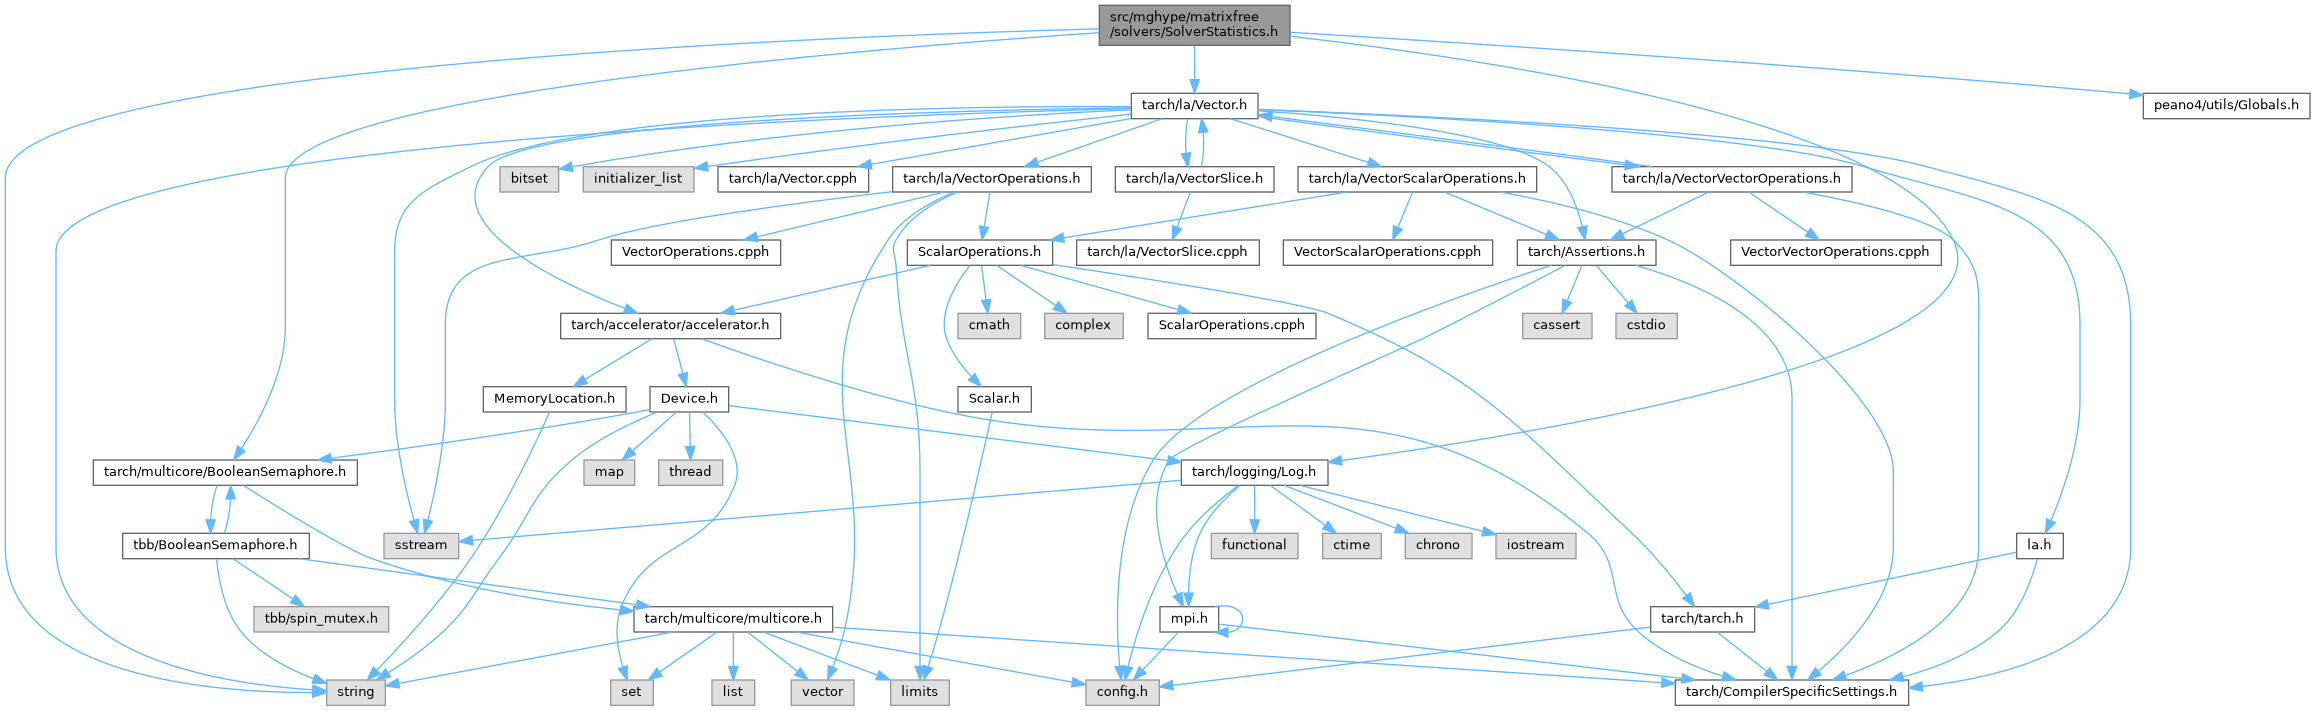 src/mghype/matrixfree
/solvers/SolverStatistics.h
tarch/la/Vector.h
peano4/utils/Globals.h
bitset
initializer_list
tarch/la/Vector.cpph
tarch/la/VectorOperations.h
tarch/la/VectorSlice.h
tarch/la/VectorScalarOperations.h
tarch/la/VectorVectorOperations.h
VectorOperations.cpph
ScalarOperations.h
tarch/la/VectorSlice.cpph
VectorScalarOperations.cpph
tarch/Assertions.h
VectorVectorOperations.cpph
tarch/accelerator/accelerator.h
cmath
complex
ScalarOperations.cpph
cassert
cstdio
MemoryLocation.h
Device.h
Scalar.h
tarch/multicore/BooleanSemaphore.h
map
thread
tarch/logging/Log.h
tbb/BooleanSemaphore.h
sstream
functional
ctime
chrono
iostream
la.h
tbb/spin_mutex.h
tarch/multicore/multicore.h
mpi.h
tarch/tarch.h
string
set
list
vector
limits
config.h
tarch/CompilerSpecificSettings.h